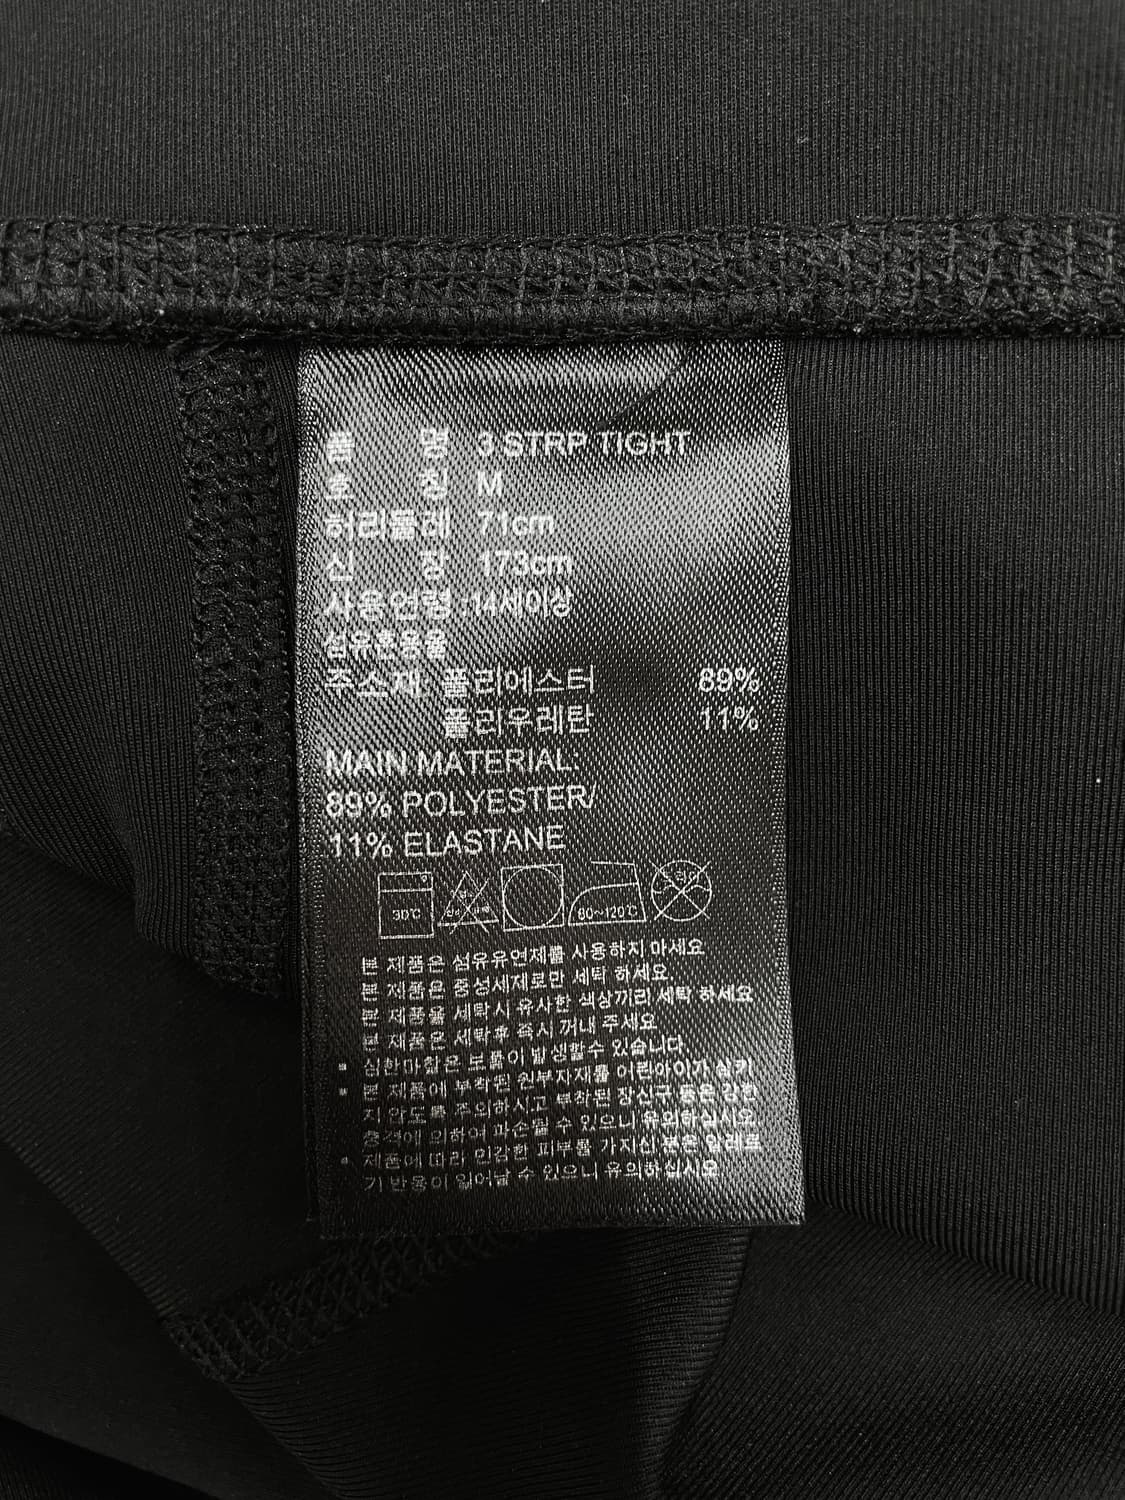 품 명 3 STRP TIGHT
호 칭 M
허리둘레 71cm
신 장 173cm
사용연령 :14세이상
섬유혼용율
주소재: 폴리에스터 89%
폴리우레탄 11%
MAIN MATERIAL:
89% POLYESTER/
11% ELASTANE
30℃ 80~120℃
본 제품은 섬유유연제를 사용하지 마세요
본 제품은 중성세제로만 세탁 하세요
본 제품을 세탁시 유사한 색상끼리 세탁 하세요
본 제품은 세탁후 즉시 꺼내 주세요
▪ 심한마찰은 보풀이 발생할수 있습니다.
▪ 본 제품에 부착된 원부자재를 어린아이가 삼키
지 않도록 주의하시고 부착된 장신구 등은 강한
충격에 의하여 파손될 수 있으니 유의하십시요
▪ 제품에 따라 민감한 피부를 가지신 분은 알레르
기 반응이 일어날 수 있으니 유의하십시요